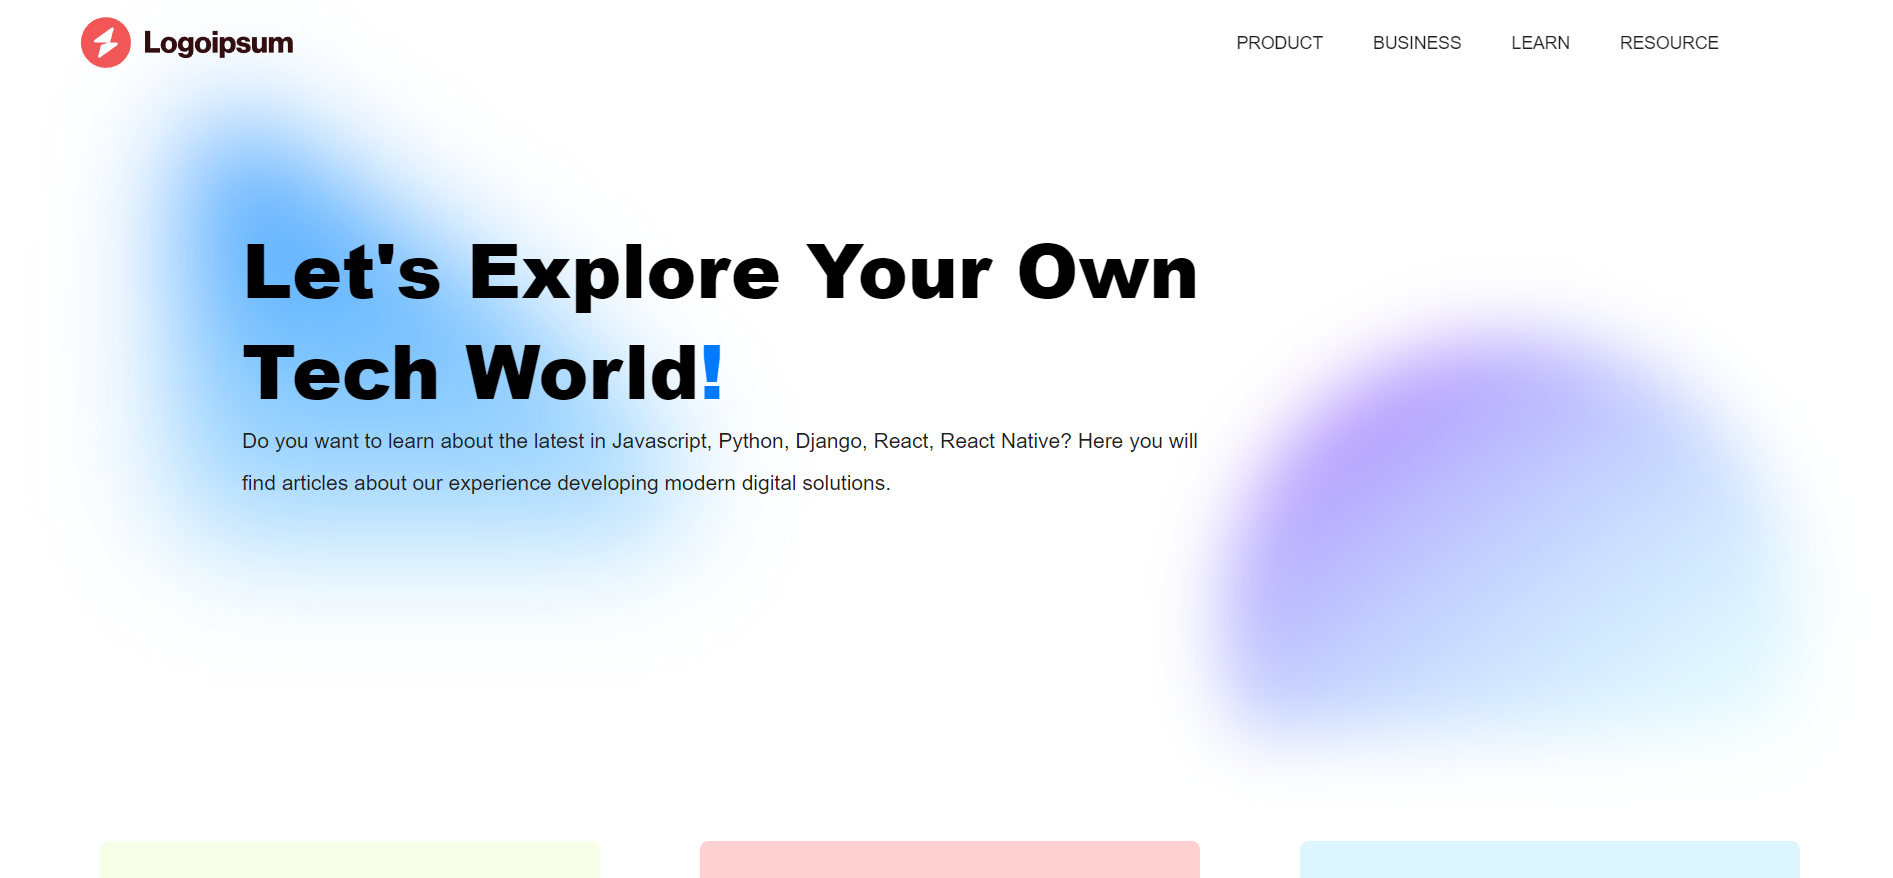 Logoipsum
PRODUCT BUSINESS LEARN RESOURCE
Let's Explore Your Own
Tech World!
Do you want to learn about the latest in Javascript, Python, Django, React, React Native? Here you will
find articles about our experience developing modern digital solutions.